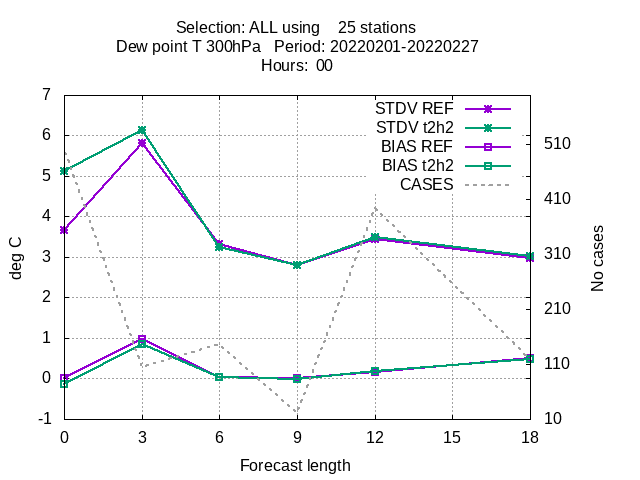 Selection: ALL using    25 stations
Dew point T 300hPa   Period: 20220201-20220227
Hours:  00
STDV REF
STDV t2h2
BIAS REF
BIAS t2h2
CASES
7
6
5
4
3
2
1
0
-1
510
410
310
210
110
10
deg C
No cases
0 3 6 9 12 15 18
Forecast length